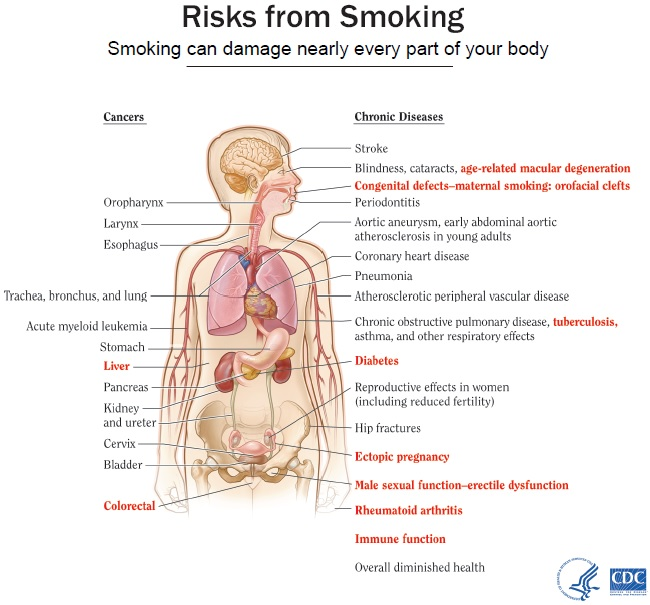 Risks from Smoking
Smoking can damage nearly every part of your body
Cancers
Oropharynx
Larynx
Esophagus
Trachea, bronchus, and lung
Acute myeloid leukemia
Stomach
Liver
Pancreas
Kidney
and ureter
Cervix
Bladder
Colorectal
Chronic Diseases
Stroke
Blindness, cataracts, age-related macular degeneration
Congenital defects–maternal smoking: orofacial clefts
Periodontitis
Aortic aneurysm, early abdominal aortic
atherosclerosis in young adults
Coronary heart disease
Pneumonia
Atherosclerotic peripheral vascular disease
Chronic obstructive pulmonary disease, tuberculosis,
asthma, and other respiratory effects
Diabetes
Reproductive effects in women
(including reduced fertility)
Hip fractures
Ectopic pregnancy
Male sexual function–erectile dysfunction
Rheumatoid arthritis
Immune function
Overall diminished health
CDC